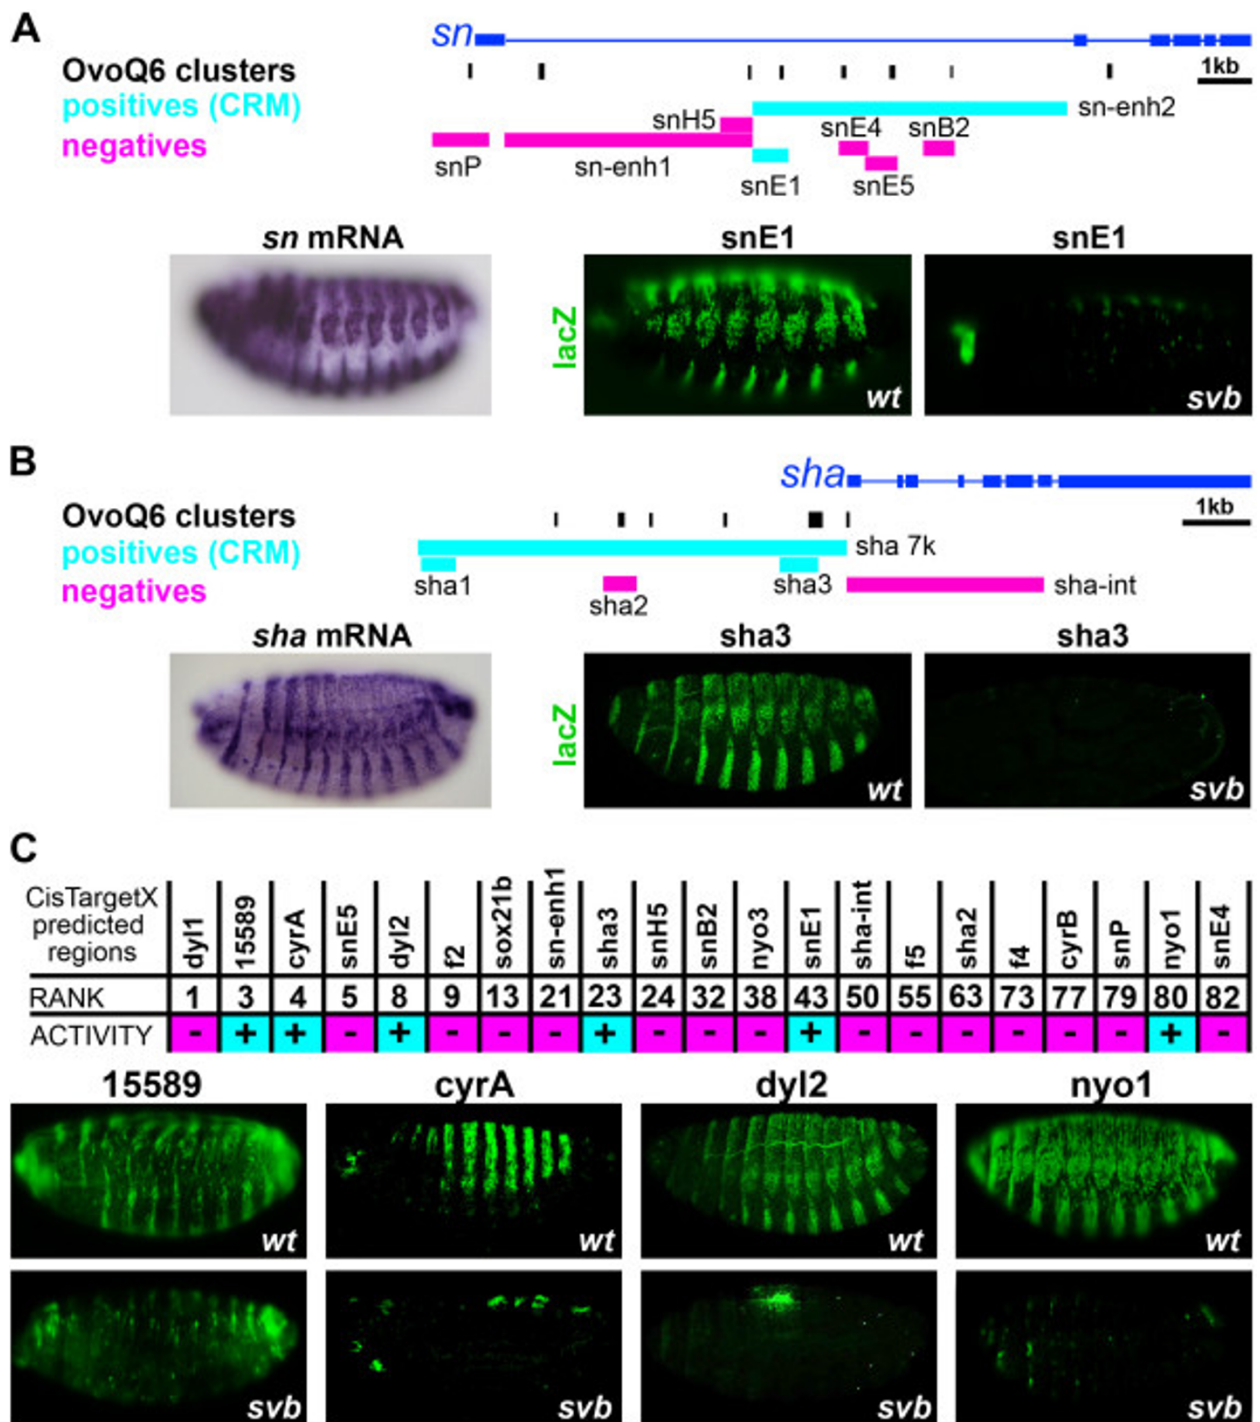 A
sn
OvoQ6 clusters
1kb
positives (CRM)
sn-enh2
snH5
snE4
snB2
negatives
snP
sn-enh1
snE1
snE5
sn mRNA
snE1
snE1
lacZ
wt
svb
B
sha
OvoQ6 clusters
1kb
positives (CRM)
sha 7k
negatives
sha1
sha2
sha3
sha-int
sha mRNA
sha3
sha3
lacZ
wt
svb
C
CisTargetX
predicted
regions
dyl1 15589 cyrA snE5 dyl2 f2 sox21b sn-enh1 sha3 snH5 snB2 nyo3 snE1 sha-int f5 sha2 f4 cyrB snP nyo1 snE4
RANK 1 3 4 5 8 9 13 21 23 24 32 38 43 50 55 63 73 77 79 80 82
ACTIVITY - + + - + - - - + - - - + - - - - - - + -
15589 cyrA dyl2 nyo1
wt wt wt wt
svb svb svb svb